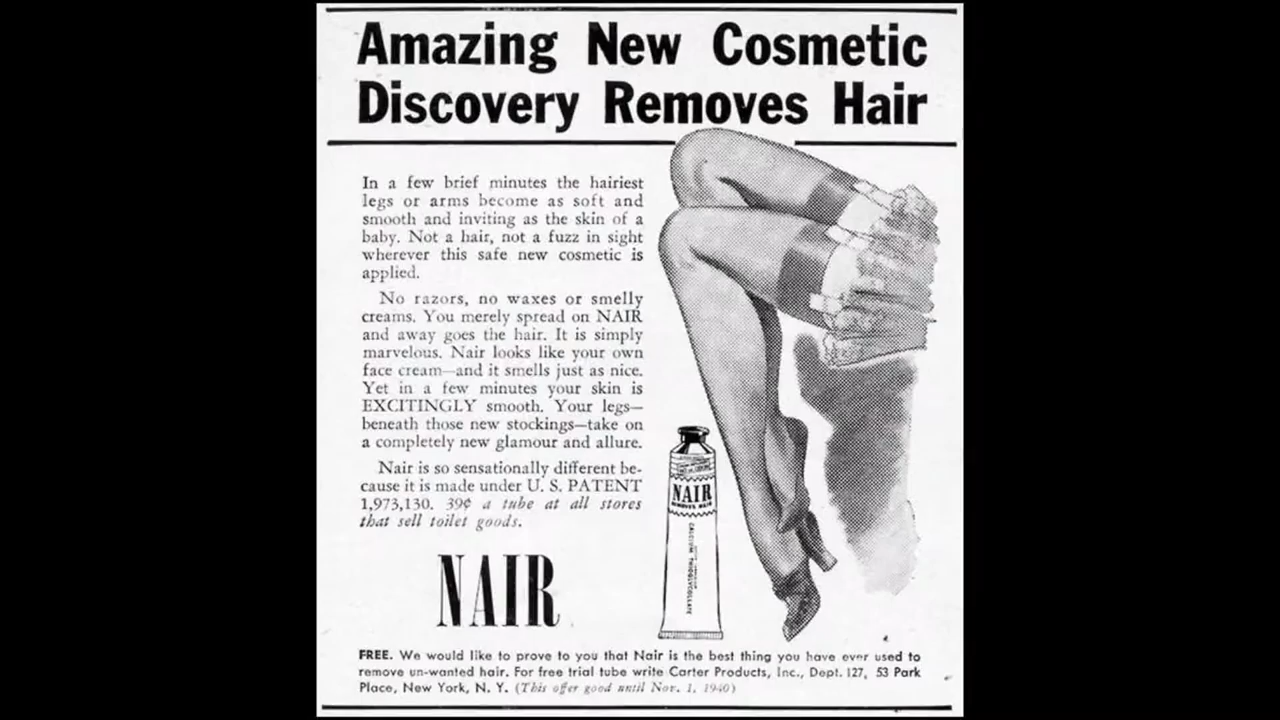 Amazing New Cosmetic
Discovery Removes Hair
In a few brief minutes the hairiest
legs or arms become as soft and
smooth and inviting as the skin of a
baby. Not a hair, not a fuzz in sight
wherever this safe new cosmetic is
applied.
No razors, no waxes or smelly
creams. You merely spread on NAIR
and away goes the hair. It is simply
marvelous. Nair looks like your own
face cream—and it smells just as nice.
Yet in a few minutes your skin is
EXCITINGLY smooth. Your legs—
beneath those new stockings—take on
a completely new glamour and allure.
Nair is so sensationally different be-
cause it is made under U. S. PATENT
1,973,130. 39¢ a tube at all stores
that sell toilet goods.
NAIR
NAIR
REMOVES HAIR
CALCIUM THIOGLYCOLLATE
FREE. We would like to prove to you that Nair is the best thing you have ever used to
remove un-wanted hair. For free trial tube write Carter Products, Inc., Dept. 127, 53 Park
Place, New York, N. Y. (This offer good until Nov. 1, 1940)